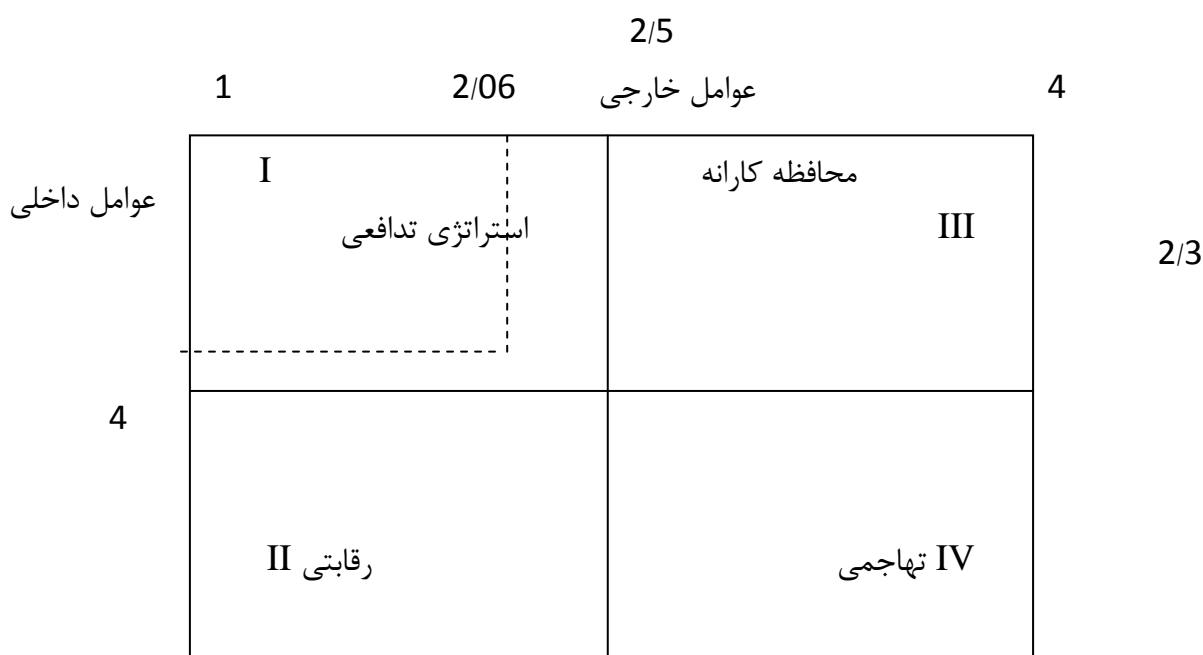 2/5
1
2/06
عوامل خارجی
4
I
محافظه کارانه
عوامل داخلی
استراتژی تدافعی
III
2/3
4
رقابتی II
IV تهاجمی